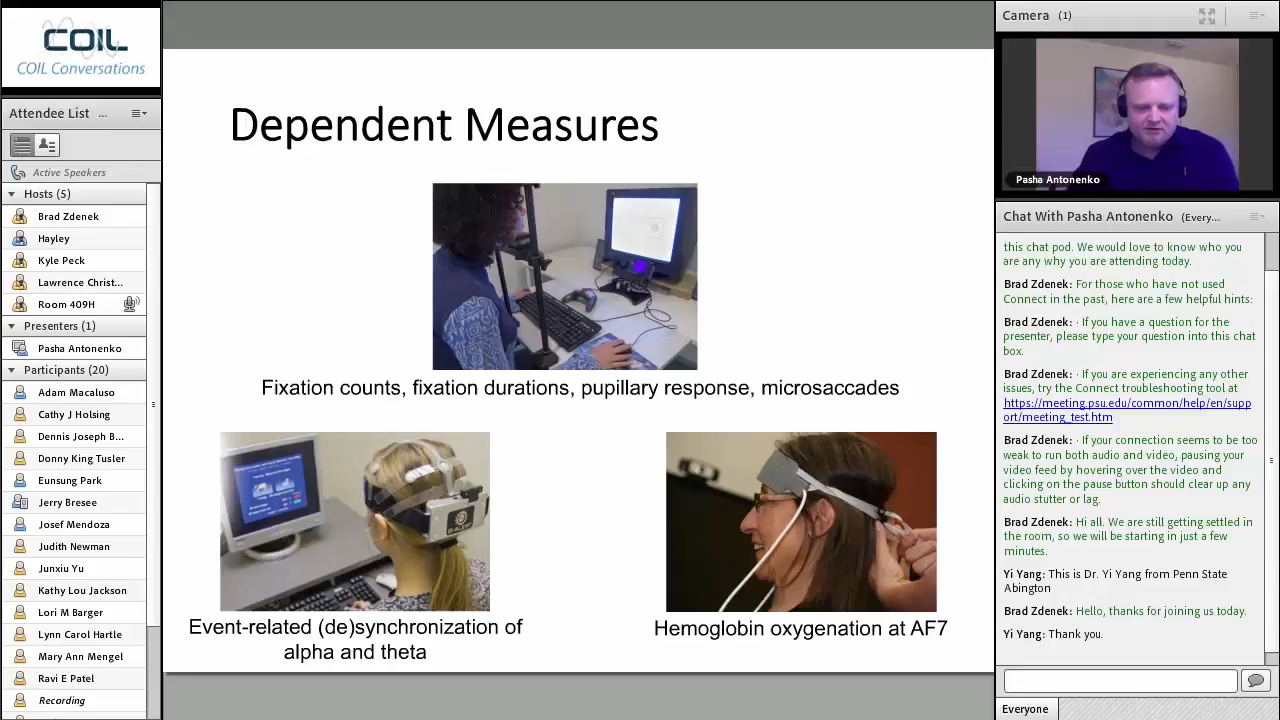 COIL
COIL Conversations
Attendee List ...
Active Speakers
Hosts (5)
Brad Zdenek
Hayley
Kyle Peck
Lawrence Christ...
Room 409H
Presenters (1)
Pasha Antonenko
Participants (20)
Adam Macaluso
Cathy J Holsing
Dennis Joseph B...
Donny King Tusler
Eunsung Park
Jerry Bresee
Josef Mendoza
Judith Newman
Junxiu Yu
Kathy Lou Jackson
Lori M Barger
Lynn Carol Hartle
Mary Ann Mengel
Ravi E Patel
Recording
Dependent Measures
Fixation counts, fixation durations, pupillary response, microsaccades
Event-related (de)synchronization of
alpha and theta
Hemoglobin oxygenation at AF7
Camera (1)
Pasha Antonenko
Chat With Pasha Antonenko (Every...
this chat pod. We would love to know who you
are any why you are attending today.
Brad Zdenek: For those who have not used
Connect in the past, here are a few helpful hints:
Brad Zdenek: · If you have a question for the
presenter, please type your question into this chat
box.
Brad Zdenek: · If you are experiencing any other
issues, try the Connect troubleshooting tool at
https://meeting.psu.edu/common/help/en/supp
ort/meeting_test.htm
Brad Zdenek: · If your connection seems to be too
weak to run both audio and video, pausing your
video feed by hovering over the video and
clicking on the pause button should clear up any
audio stutter or lag.
Brad Zdenek: Hi all. We are still getting settled in
the room, so we will be starting in just a few
minutes.
Yi Yang: This is Dr. Yi Yang from Penn State
Abington
Brad Zdenek: Hello, thanks for joining us today.
Yi Yang: Thank you.
Everyone